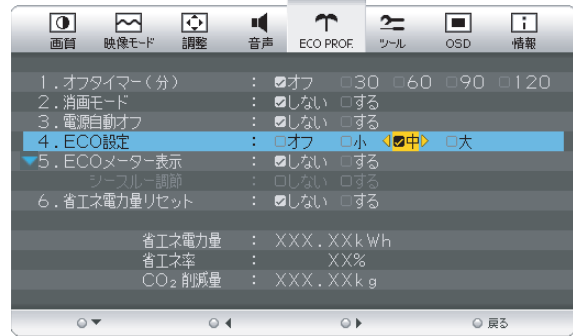 画質 映像モード 調整 音声 ECO PROF. ツール OSD 情報
1.オフタイマー(分) : ☑オフ □30 □60 □90 □120
2.消画モード : ☑しない □する
3.電源自動オフ : ☑しない □する
4.ECO設定 : □オフ □小 ☑中 □大
5.ECOメーター表示 : ☑しない □する
シースルー調節 : □しない □する
6.省エネ電力量リセット : ☑しない □する
省エネ電力量 : XXX.XXkWh
省エネ率 : XX%
CO₂削減量 : XXX.XXkg
戻る